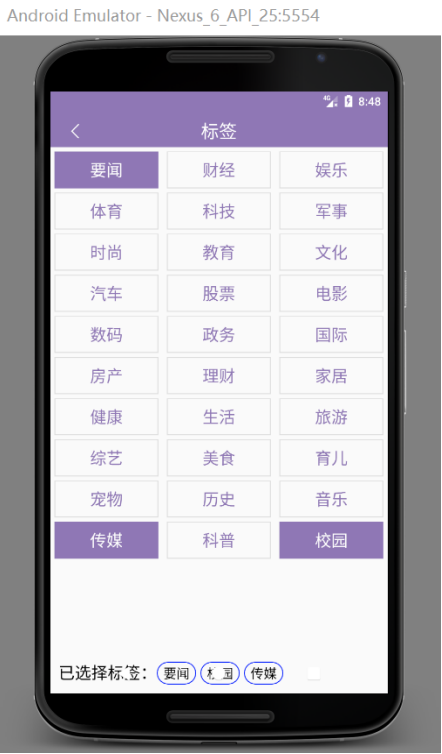 Android Emulator - Nexus_6_API_25:5554
4G 8:48
标签
要闻 财经 娱乐
体育 科技 军事
时尚 教育 文化
汽车 股票 电影
数码 政务 国际
房产 理财 家居
健康 生活 旅游
综艺 美食 育儿
宠物 历史 音乐
传媒 科普 校园
已选择标签： 要闻 传媒